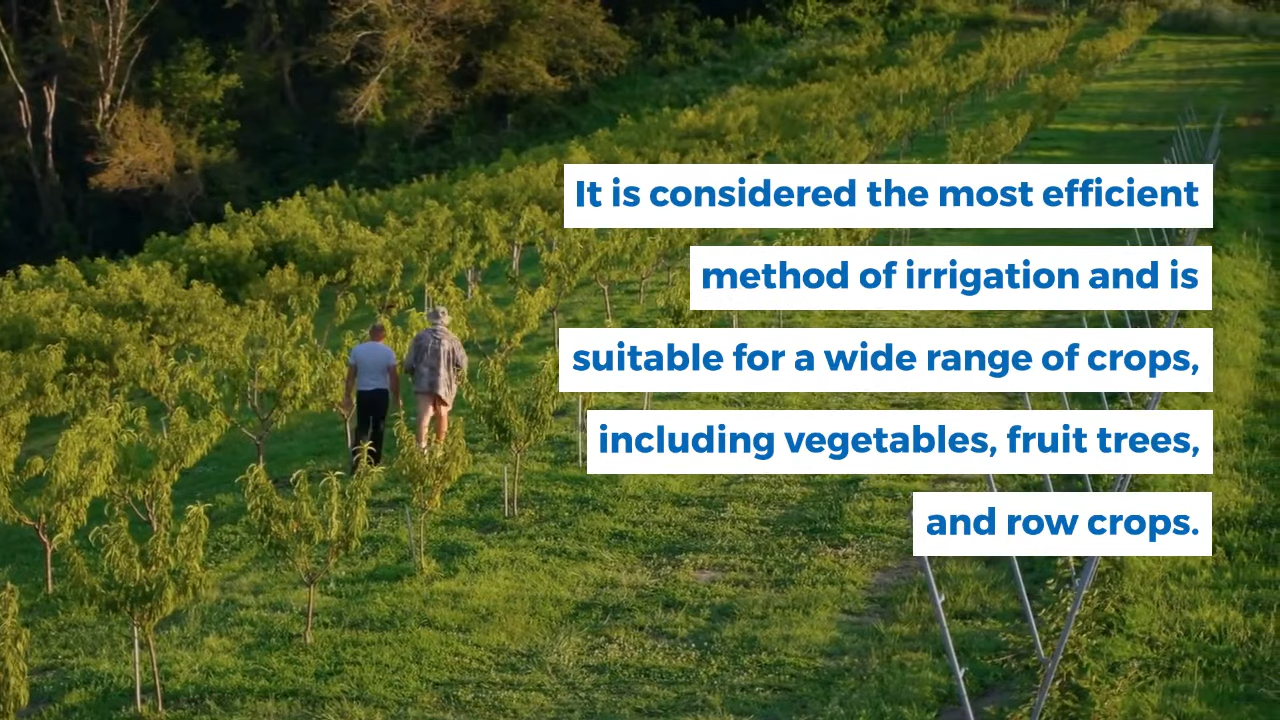 It is considered the most efficient
method of irrigation and is
suitable for a wide range of crops,
including vegetables, fruit trees,
and row crops.